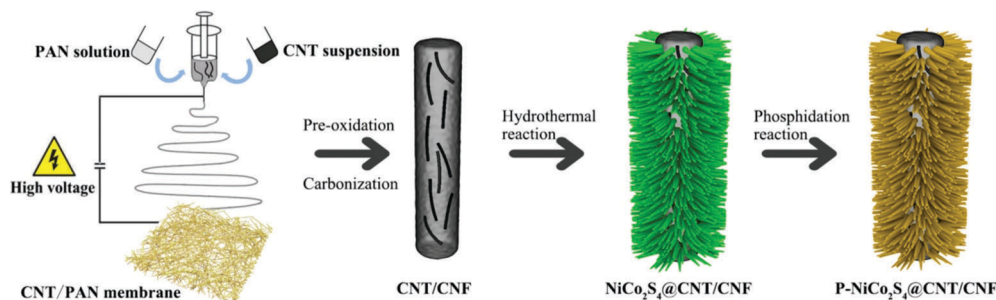 PAN solution
CNT suspension
High voltage
CNT/PAN membrane
Pre-oxidation
Carbonization
CNT/CNF
Hydrothermal
reaction
NiCo₂S₄@CNT/CNF
Phosphidation
reaction
P-NiCo₂S₄@CNT/CNF